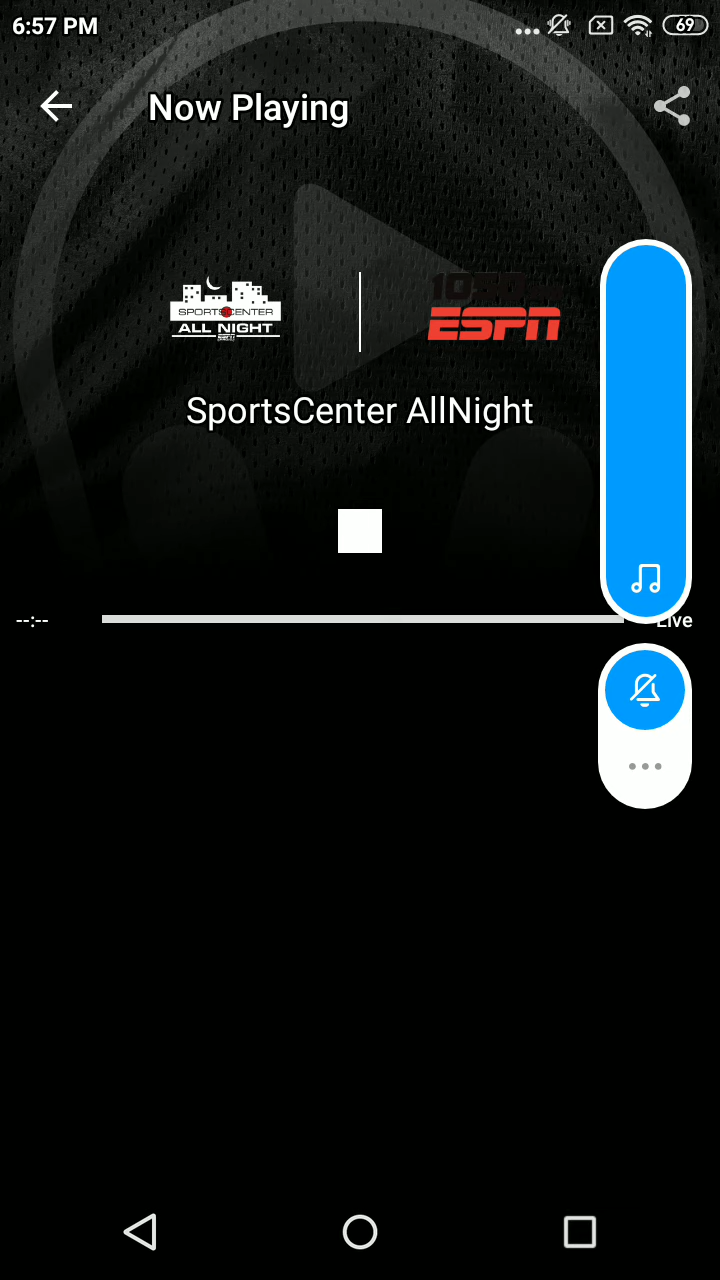 6:57 PM
69
Now Playing
SPORTSCENTER
ALL NIGHT
ESPN
SportsCenter AllNight
--:--
Live